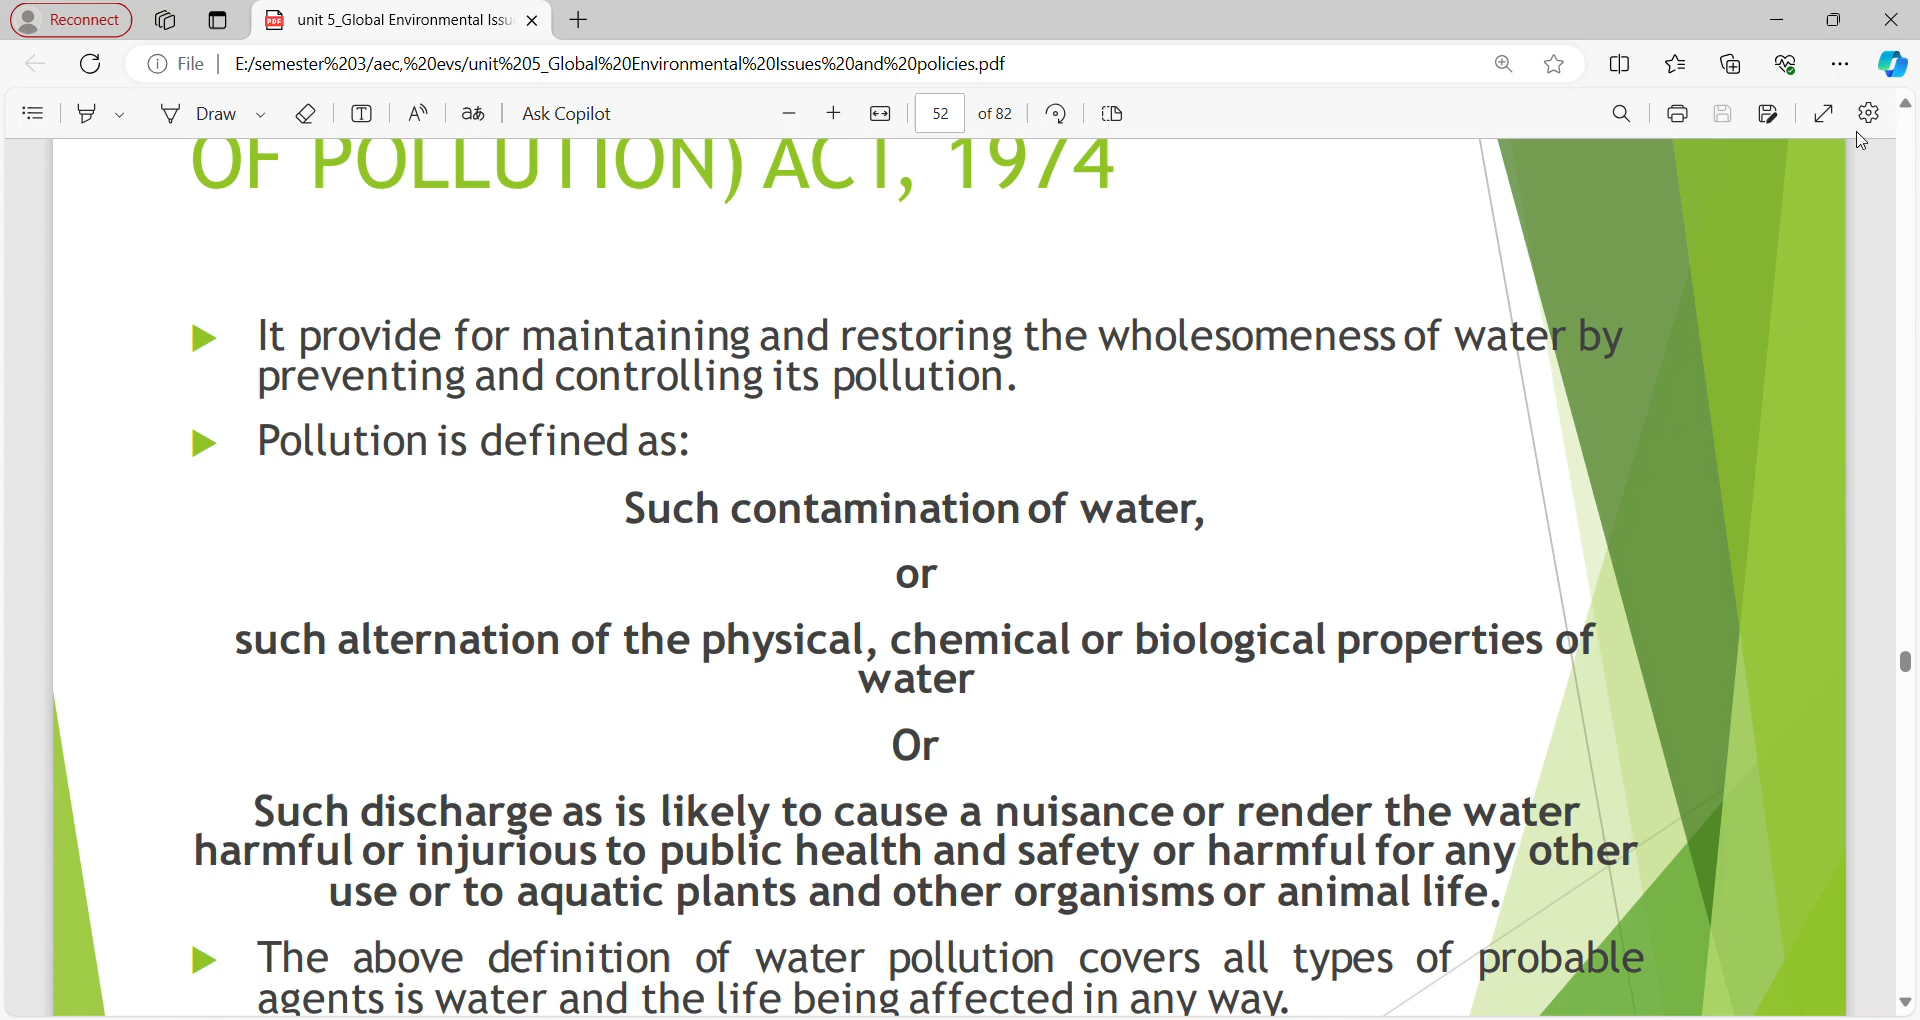 Reconnect
unit 5_Global Environmental Issu
File
E:/semester%203/aec,%20evs/unit%205_Global%20Environmental%20Issues%20and%20policies.pdf
Draw
Ask Copilot
52 of 82
OF POLLUTION) ACT, 1974
It provide for maintaining and restoring the wholesomeness of water by
preventing and controlling its pollution.
Pollution is defined as:
Such contamination of water,
or
such alternation of the physical, chemical or biological properties of
water
Or
Such discharge as is likely to cause a nuisance or render the water
harmful or injurious to public health and safety or harmful for any other
use or to aquatic plants and other organisms or animal life.
The above definition of water pollution covers all types of probable
agents is water and the life being affected in any way.